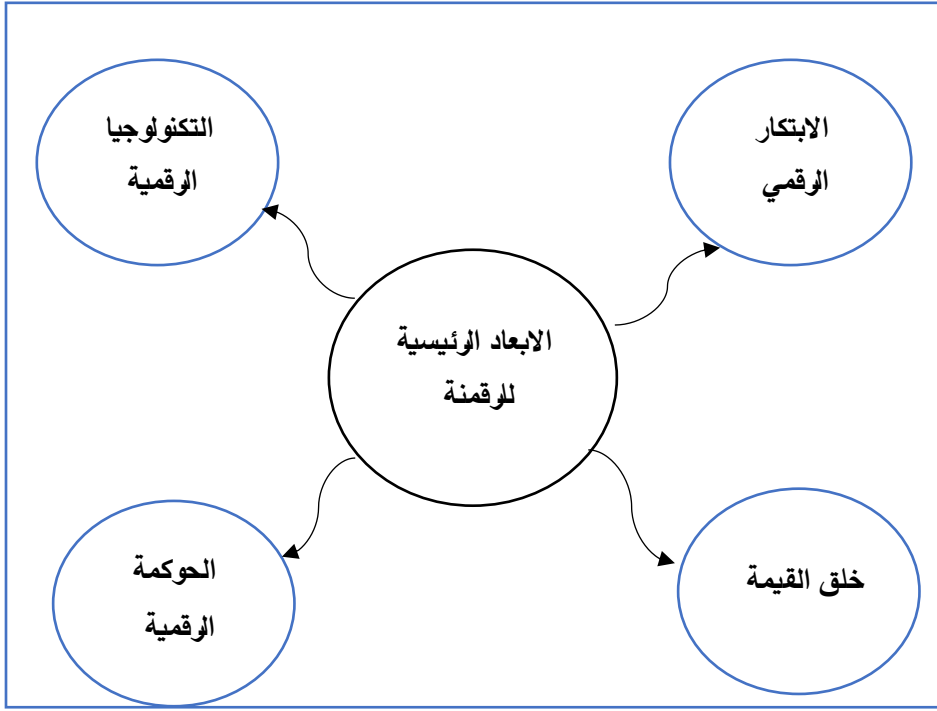 الابتكار
الرقمي
التكنولوجيا
الرقمية
الابعاد الرئيسية
للرقمنة
خلق القيمة
الحوكمة
الرقمية